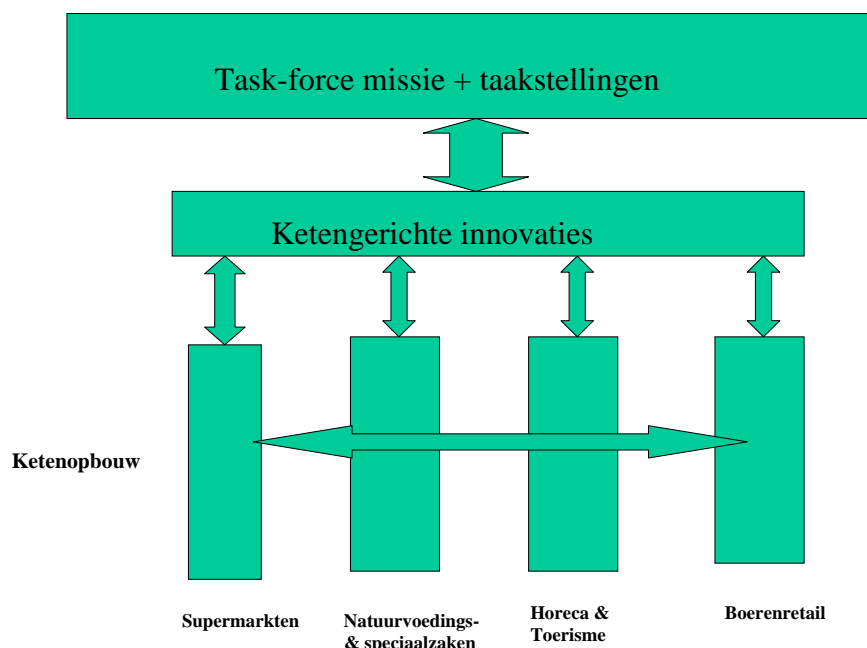 Task-force missie + taakstellingen
Ketengerichte innovaties
Ketenopbouw
Supermarkten
Natuurvoedings-
& speciaalzaken
Horeca &
Toerisme
Boerenretail